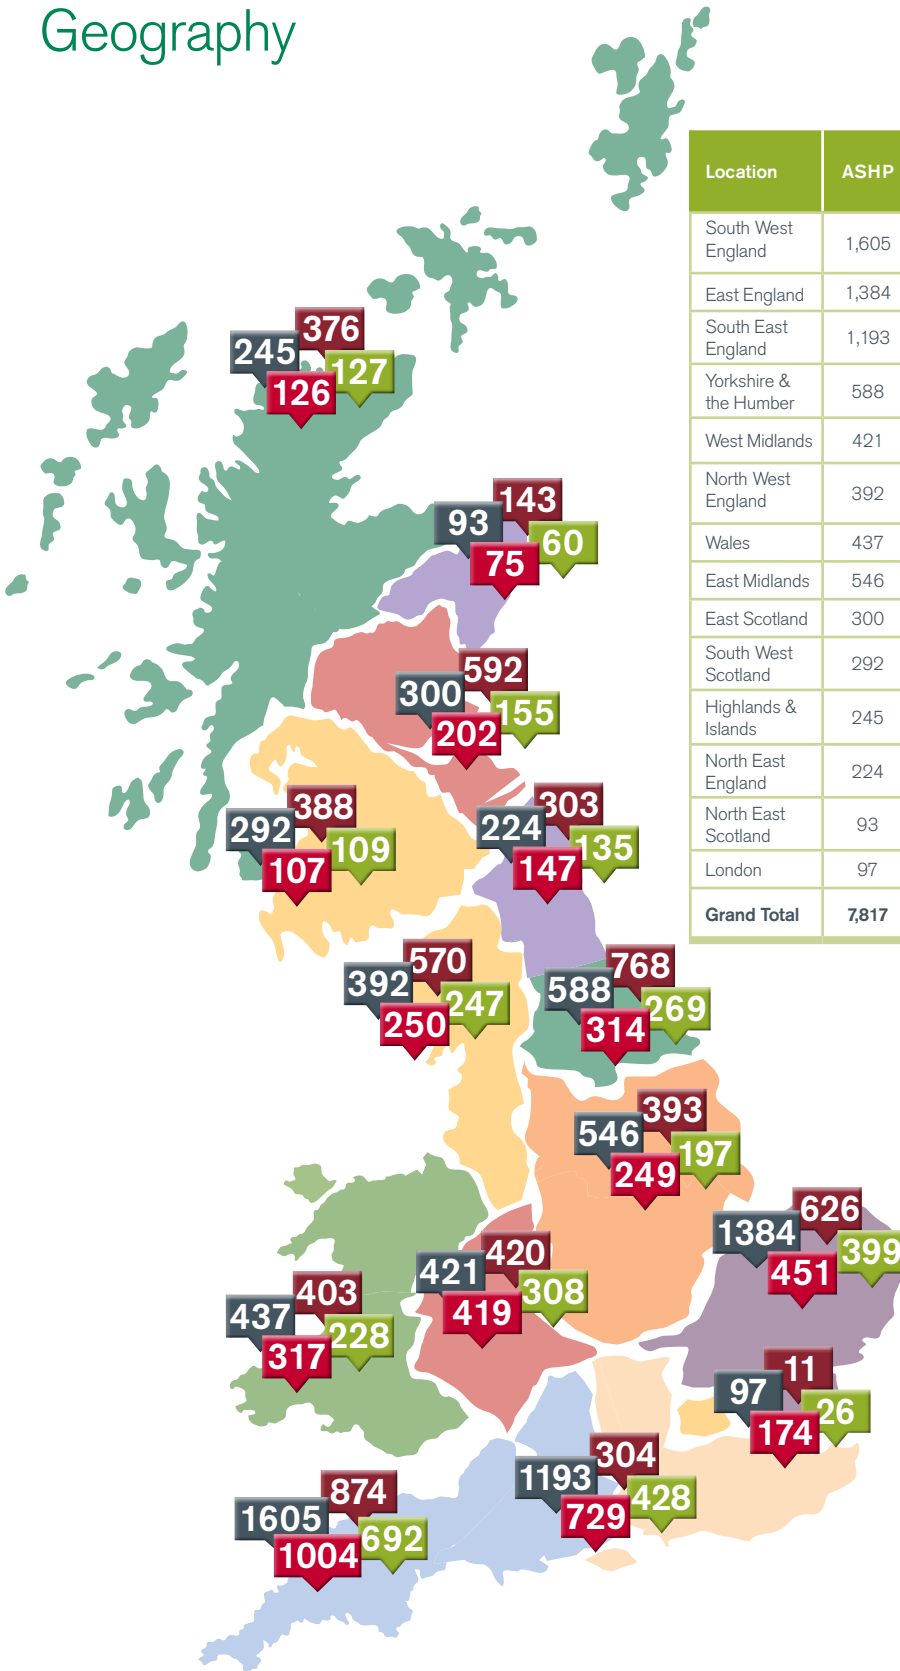 Geography
Location ASHP
South West
England 1,605
East England 1,384
South East
England 1,193
Yorkshire &
the Humber 588
West Midlands 421
North West
England 392
Wales 437
East Midlands 546
East Scotland 300
South West
Scotland 292
Highlands &
Islands 245
North East
England 224
North East
Scotland 93
London 97
Grand Total 7,817
376
245
127
126
143
93
60
75
592
300
155
202
388
292
109
107
303
224
135
147
570
392
247
250
768
588
269
314
393
546
197
249
626
1384
399
451
420
421
308
419
403
437
228
317
11
97
26
174
304
1193
428
729
874
1605
692
1004